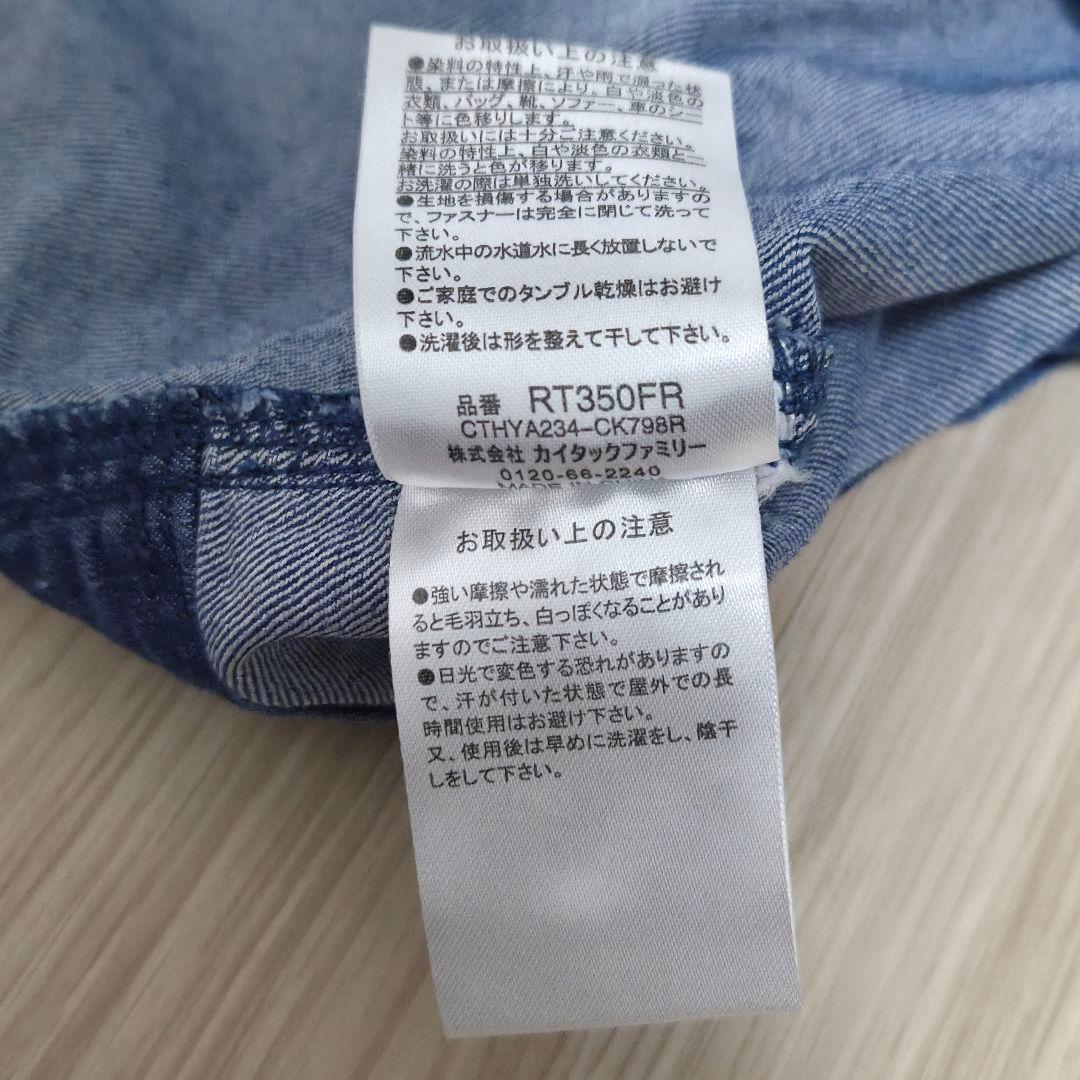 お取扱い上の注意
●染料の特性上、汗や雨で湿った状
態、または摩擦により、白や淡色の
衣類、バッグ、靴、ソファー、車のシー
ト等に色移りします。
お取扱いには十分ご注意ください。
染料の特性上、白や淡色の衣類と一
緒に洗うと色が移ります。
お洗濯の際は単独洗いしてください。
●生地を損傷する場合がありますの
で、ファスナーは完全に閉じて洗って
下さい。
●流水中の水道水に長く放置しないで
下さい。
●ご家庭でのタンブル乾燥はお避け
下さい。
●洗濯後は形を整えて干して下さい。
品番 RT350FR
CTHYA234-CK798R
株式会社 カイタックファミリー
0120-66-2240
お取扱い上の注意
●強い摩擦や濡れた状態で摩擦され
ると毛羽立ち、白っぽくなることがあり
ますのでご注意下さい。
●日光で変色する恐れがありますの
で、汗が付いた状態で屋外での長
時間使用はお避け下さい。
又、使用後は早めに洗濯をし、陰干
しをして下さい。